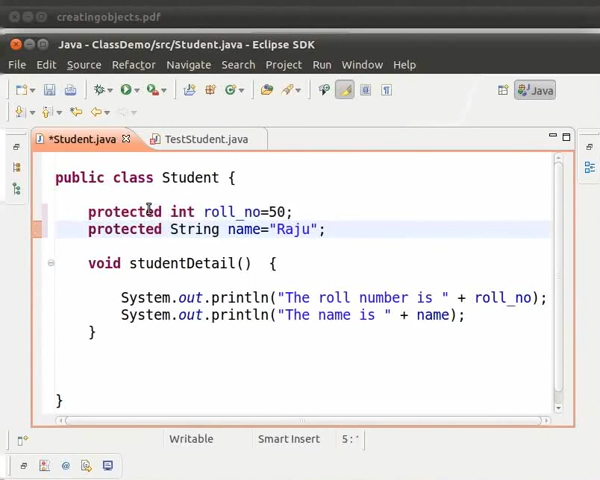 creatingobjects.pdf
Java - ClassDemo/src/Student.java - Eclipse SDK
File Edit Source Refactor Navigate Search Project Run Window Help
Java
*Student.java TestStudent.java
public class Student {
protected int roll_no=50;
protected String name="Raju";
void studentDetail() {
System.out.println("The roll number is " + roll_no);
System.out.println("The name is " + name);
}
}
Writable Smart Insert 5 :